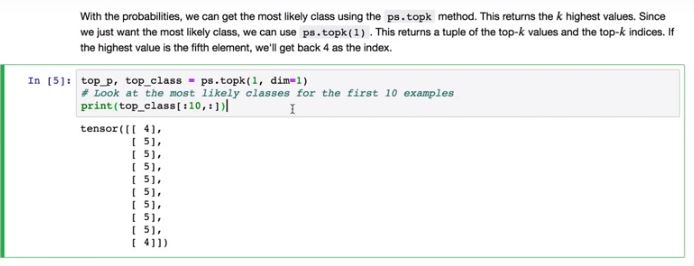 With the probabilities, we can get the most likely class using the ps.topk method. This returns the k highest values. Since
we just want the most likely class, we can use ps.topk(1) . This returns a tuple of the top-k values and the top-k indices. If
the highest value is the fifth element, we'll get back 4 as the index.
In [5]: top_p, top_class = ps.topk(1, dim=1)
# Look at the most likely classes for the first 10 examples
print(top_class[:10,:])
tensor([[ 4],
[ 5],
[ 5],
[ 5],
[ 5],
[ 5],
[ 5],
[ 5],
[ 5],
[ 4]])